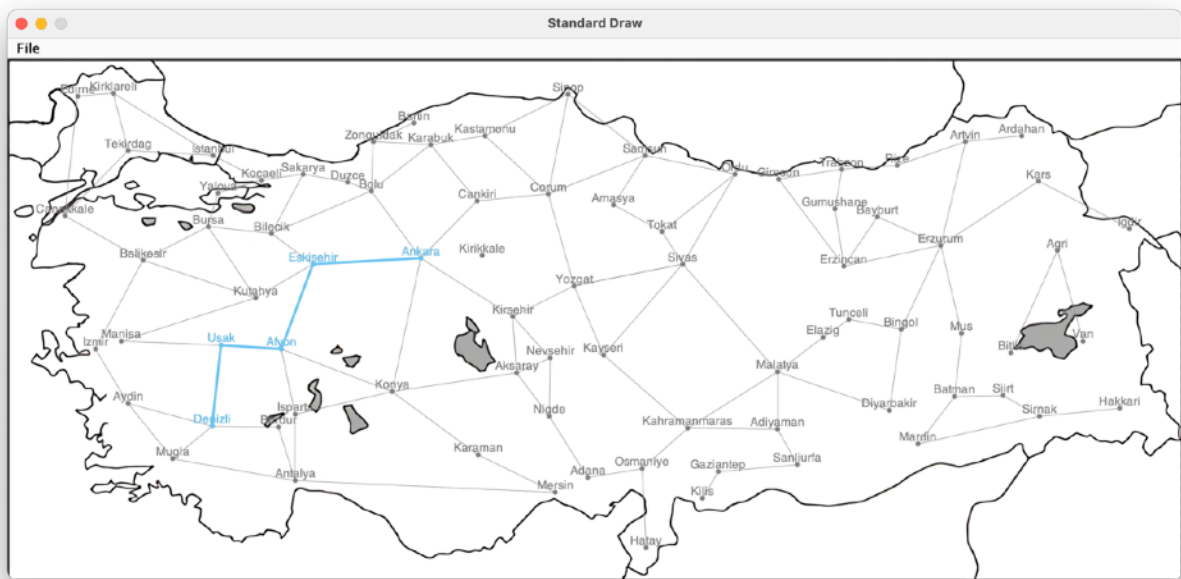 Standard Draw
File
Edirne
Kirklareli
Sinop
Bartin
Zonguldak
Karabuk
Kastamonu
Tekirdag
Istanbul
Samsun
Artvin
Ardahan
Kocaeli
Sakarya
Duzce
Bolu
Yalova
Cankiri
Corum
Amasya
Ordu
Giresun
Trabzon
Rize
Kars
Gumushane
Bayburt
Canakkale
Bursa
Bilecik
Tokat
Igdir
Balikesir
Eskisehir
Ankara
Kirikkale
Sivas
Erzincan
Erzurum
Agri
Kutahya
Yozgat
Kirsehir
Tunceli
Elazig
Bingol
Mus
Izmir
Manisa
Usak
Afyon
Aksaray
Nevsehir
Kayseri
Malatya
Van
Aydin
Konya
Diyarbakir
Batman
Siirt
Sirnak
Hakkari
Denizli
Isparta
Nigde
Kahramanmaras
Adiyaman
Mardin
Mugla
Antalya
Karaman
Mersin
Adana
Osmaniye
Gaziantep
Sanliurfa
Kilis
Hatay